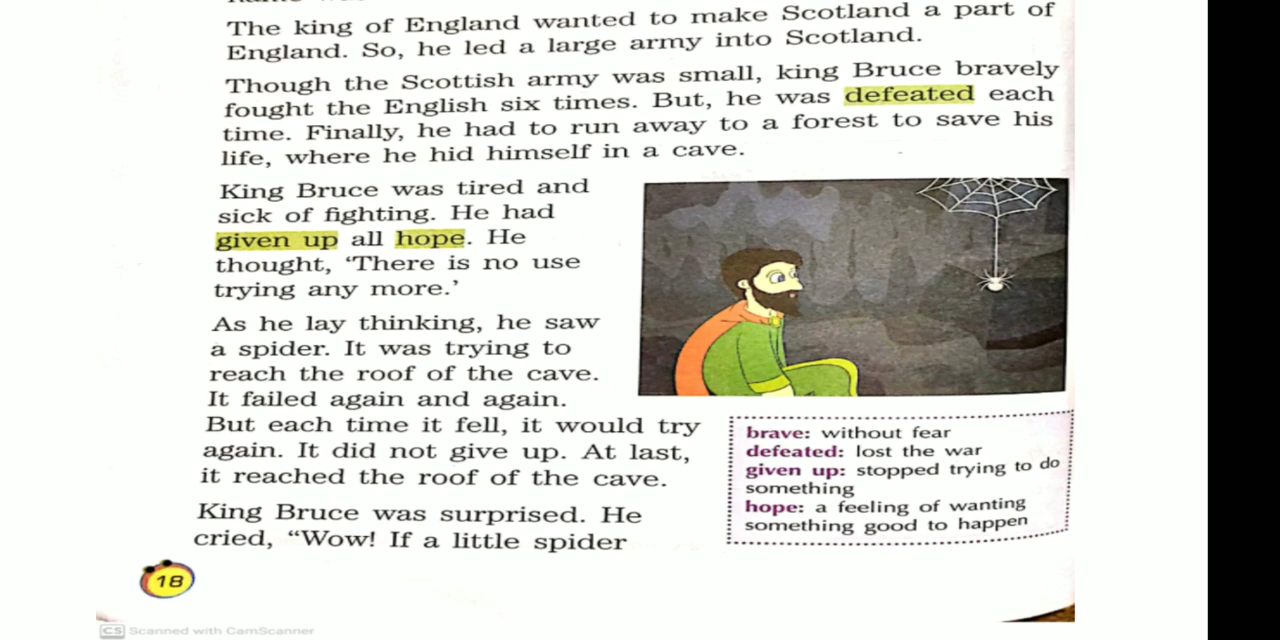 The king of England wanted to make Scotland a part of
England. So, he led a large army into Scotland.
Though the Scottish army was small, king Bruce bravely
fought the English six times. But, he was defeated each
time. Finally, he had to run away to a forest to save his
life, where he hid himself in a cave.
King Bruce was tired and
sick of fighting. He had
given up all hope. He
thought, ‘There is no use
trying any more.’
As he lay thinking, he saw
a spider. It was trying to
reach the roof of the cave.
It failed again and again.
But each time it fell, it would try
again. It did not give up. At last,
it reached the roof of the cave.
King Bruce was surprised. He
cried, “Wow! If a little spider
brave: without fear
defeated: lost the war
given up: stopped trying to do
something
hope: a feeling of wanting
something good to happen
18
CS Scanned with CamScanner